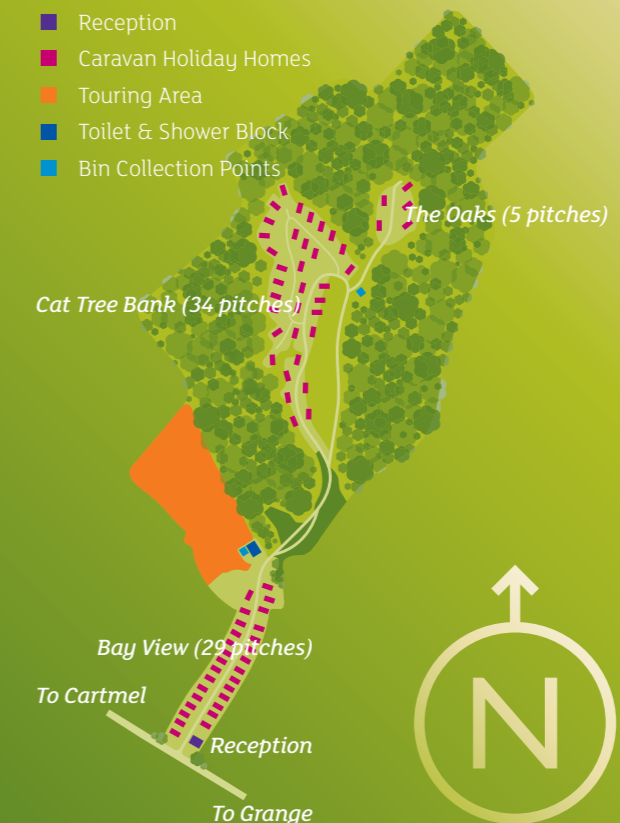 Reception
Caravan Holiday Homes
Touring Area
Toilet & Shower Block
Bin Collection Points
The Oaks (5 pitches)
Cat Tree Bank (34 pitches)
Bay View (29 pitches)
To Cartmel
Reception
To Grange
N